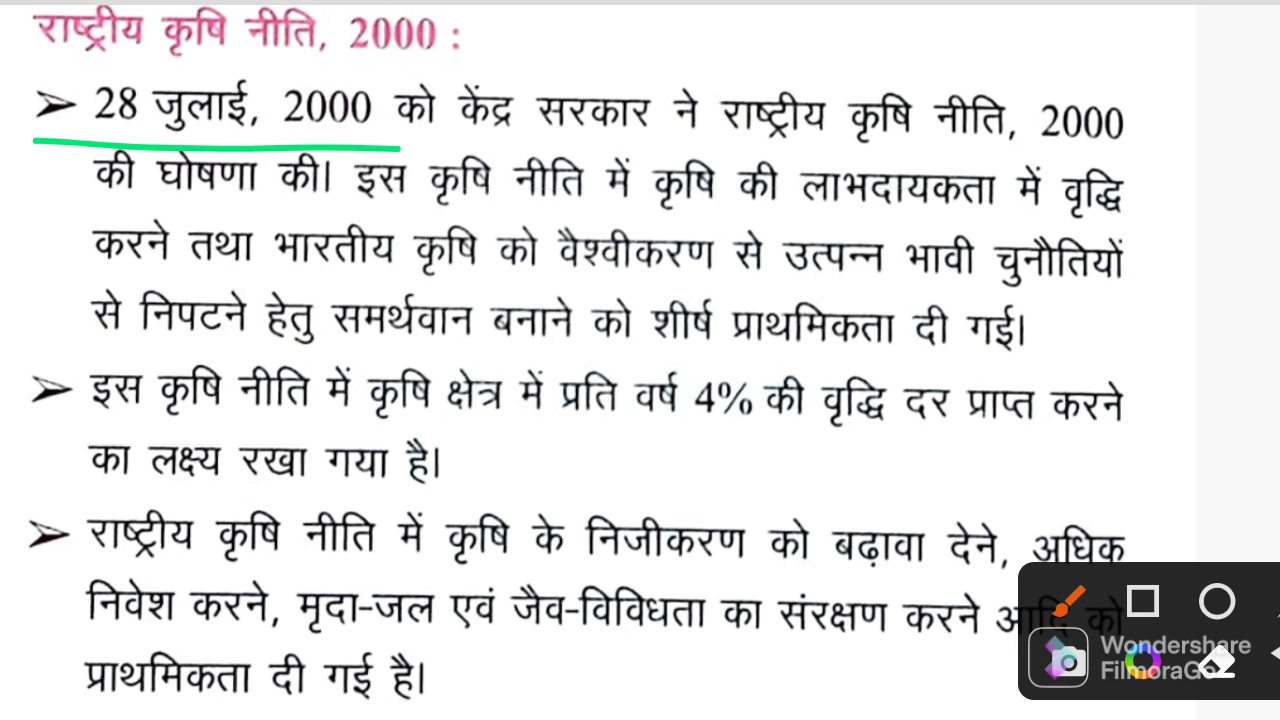 राष्ट्रीय कृषि नीति, 2000 :
➢ 28 जुलाई, 2000 को केंद्र सरकार ने राष्ट्रीय कृषि नीति, 2000
की घोषणा की। इस कृषि नीति में कृषि की लाभदायकता में वृद्धि
करने तथा भारतीय कृषि को वैश्वीकरण से उत्पन्न भावी चुनौतियों
से निपटने हेतु समर्थवान बनाने को शीर्ष प्राथमिकता दी गई।
➢ इस कृषि नीति में कृषि क्षेत्र में प्रति वर्ष 4% की वृद्धि दर प्राप्त करने
का लक्ष्य रखा गया है।
➢ राष्ट्रीय कृषि नीति में कृषि के निजीकरण को बढ़ावा देने, अधिक
निवेश करने, मृदा-जल एवं जैव-विविधता का संरक्षण करने आदि को
प्राथमिकता दी गई है।
Wondershare
FilmoraGo